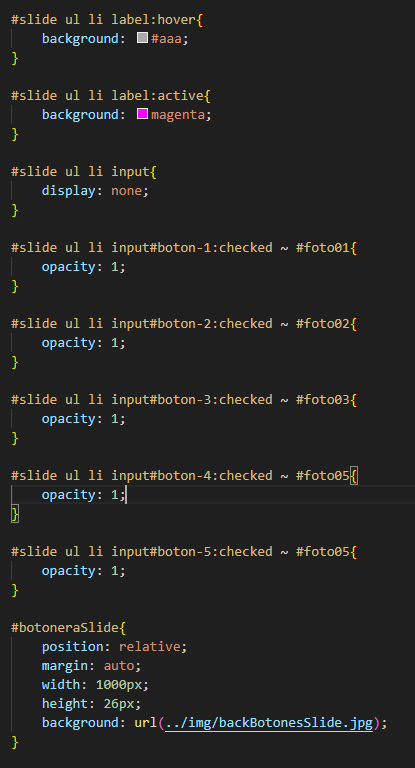 #slide ul li label:hover{
    background: #aaa;
}

#slide ul li label:active{
    background: magenta;
}

#slide ul li input{
    display: none;
}

#slide ul li input#boton-1:checked ~ #foto01{
    opacity: 1;
}

#slide ul li input#boton-2:checked ~ #foto02{
    opacity: 1;
}

#slide ul li input#boton-3:checked ~ #foto03{
    opacity: 1;
}

#slide ul li input#boton-4:checked ~ #foto05{
    opacity: 1;
}

#slide ul li input#boton-5:checked ~ #foto05{
    opacity: 1;
}

#botoneraSlide{
    position: relative;
    margin: auto;
    width: 1000px;
    height: 26px;
    background: url(../img/backBotonesSlide.jpg);
}